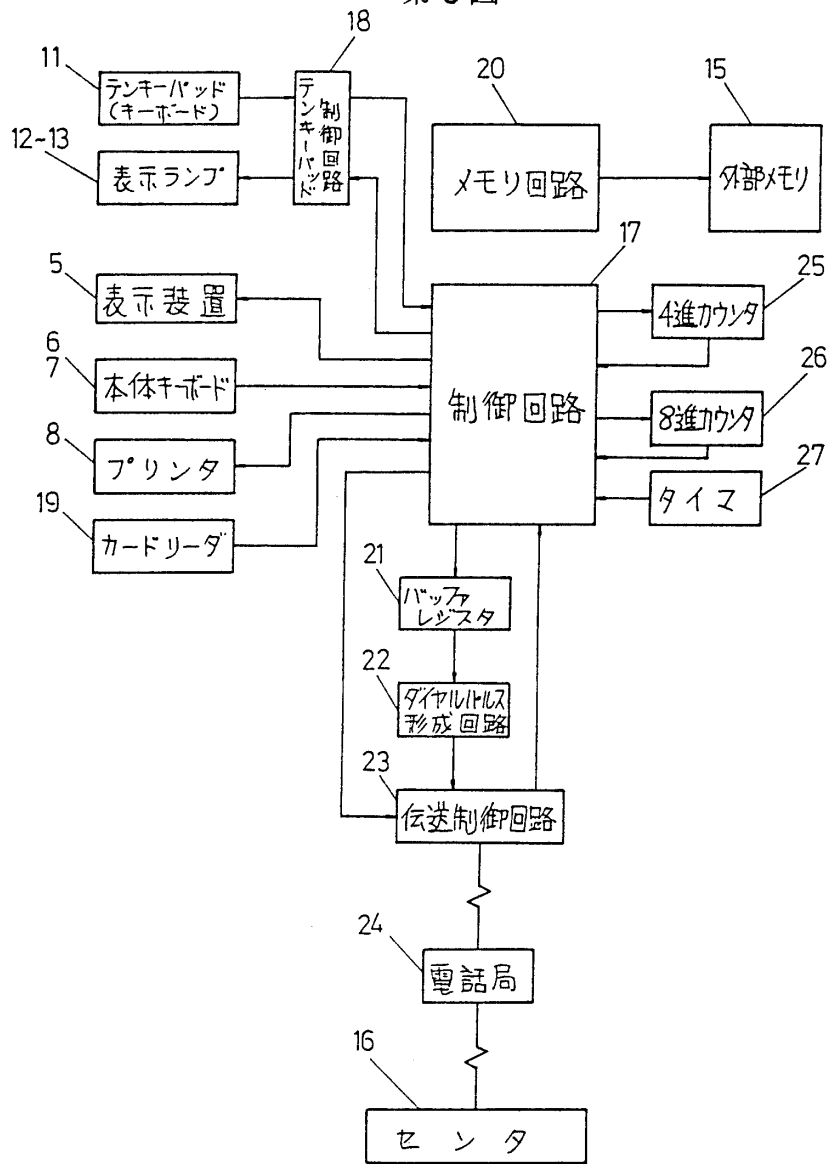 18
11
テンキーパッド
(キーボード)
テンキーパッド
制御回路
12~13
表示ランプ
20
メモリ回路
15
外部メモリ
17
制御回路
5
表示装置
6
7
本体キーボード
8
プリンタ
19
カードリーダ
25
4進カウンタ
26
8進カウンタ
27
タイマ
21
バッファ
レジスタ
22
ダイヤルパルス
形成回路
23
伝送制御回路
24
電話局
16
センタ